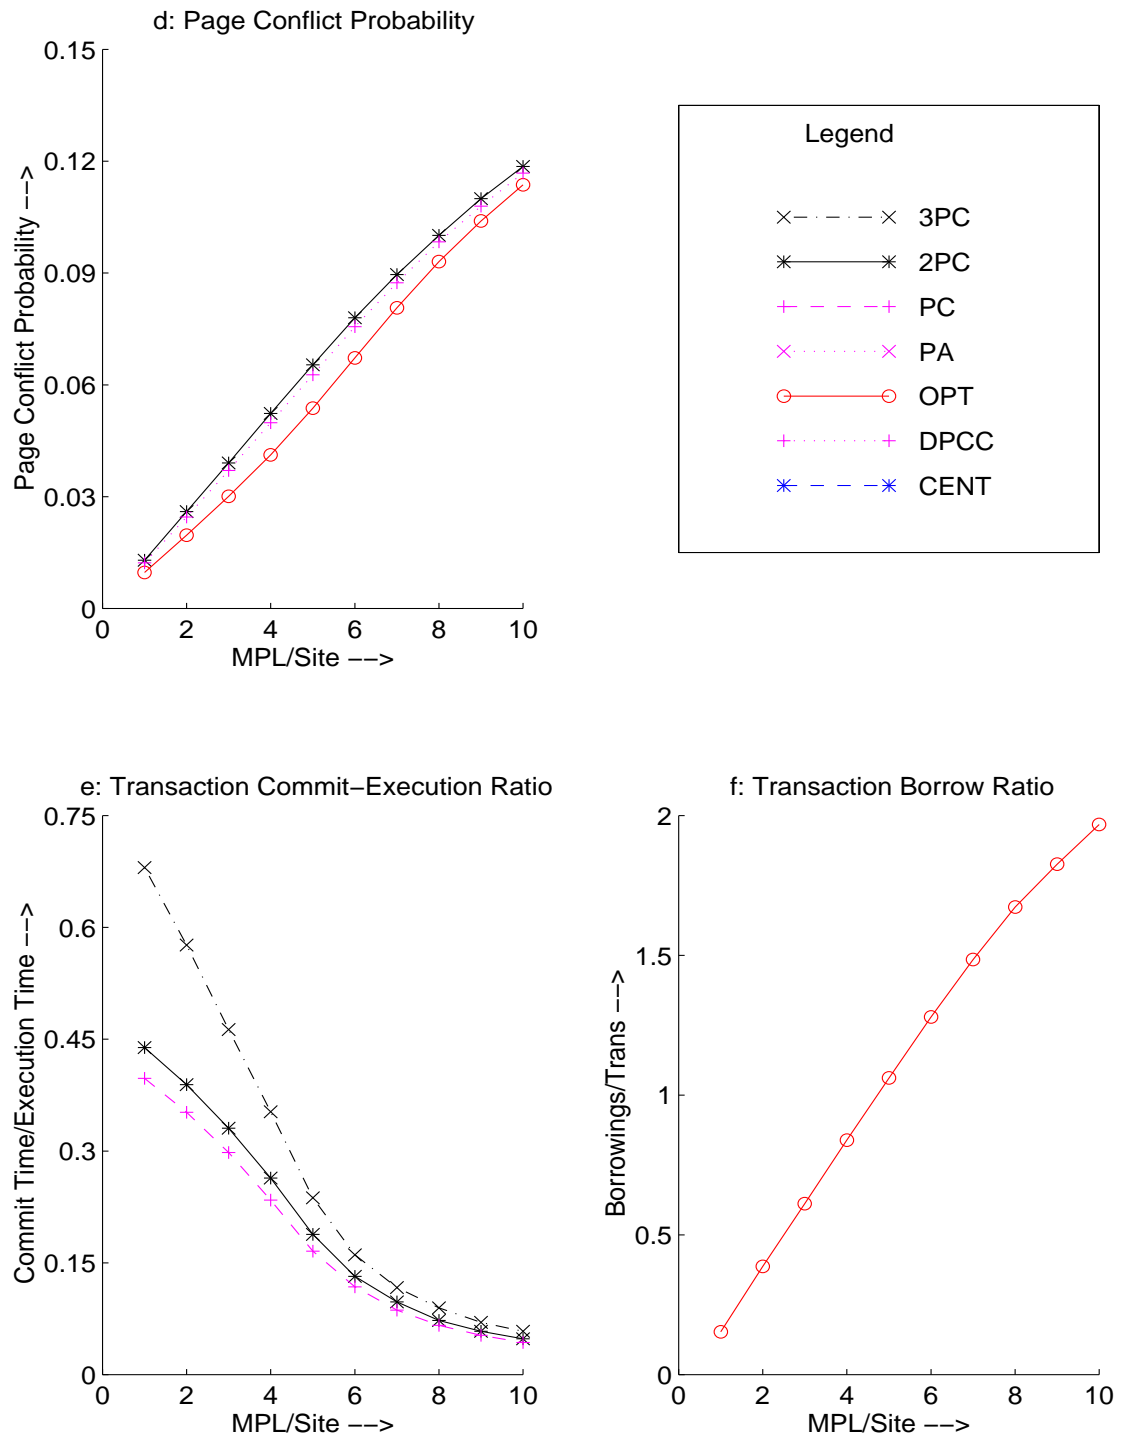 d: Page Conflict Probability
0.15
0.12
0.09
0.06
0.03
0
Page Conflict Probability −−>
0 2 4 6 8 10
MPL/Site −−>
Legend
3PC
2PC
PC
PA
OPT
DPCC
CENT
e: Transaction Commit−Execution Ratio
0.75
0.6
0.45
0.3
0.15
0
Commit Time/Execution Time −−>
0 2 4 6 8 10
MPL/Site −−>
f: Transaction Borrow Ratio
2
1.5
1
0.5
0
Borrowings/Trans −−>
0 2 4 6 8 10
MPL/Site −−>